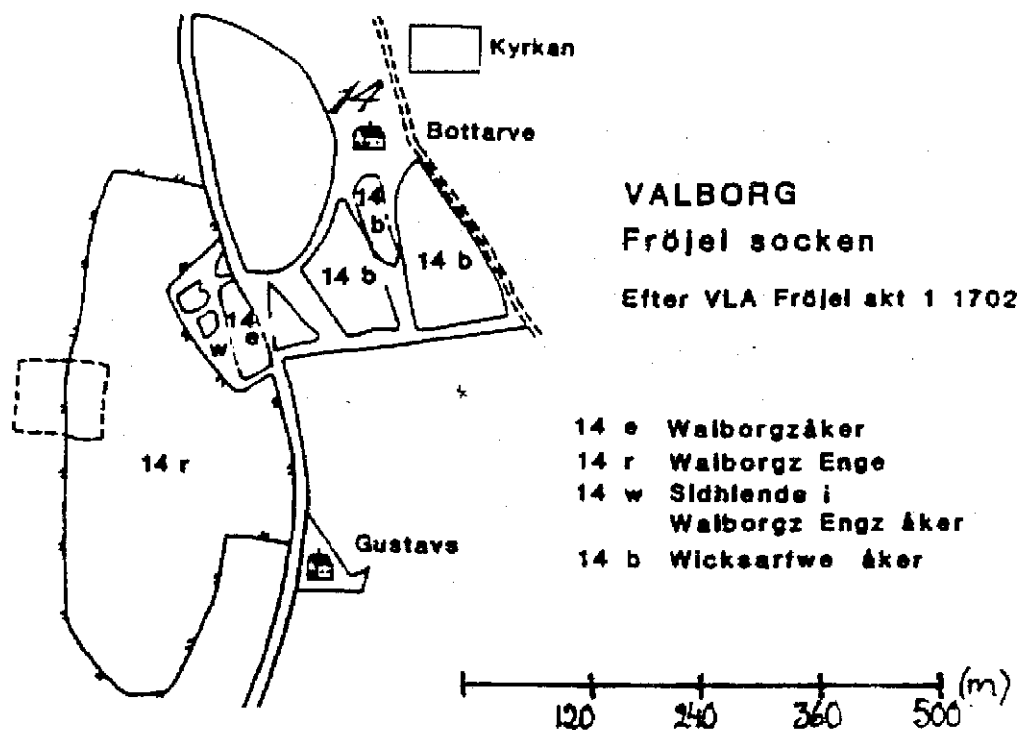 Kyrkan
14
Bottarve
14
b
14 b
14 b
14
e
w
14 r
Gustavs
VALBORG
Fröjel socken
Efter VLA Fröjel akt 1 1702
14 e Walborgzåker
14 r Walborgz Enge
14 w Sidhlende i
Walborgz Engz åker
14 b Wicksarfwe åker
120 240 360 500 (m)